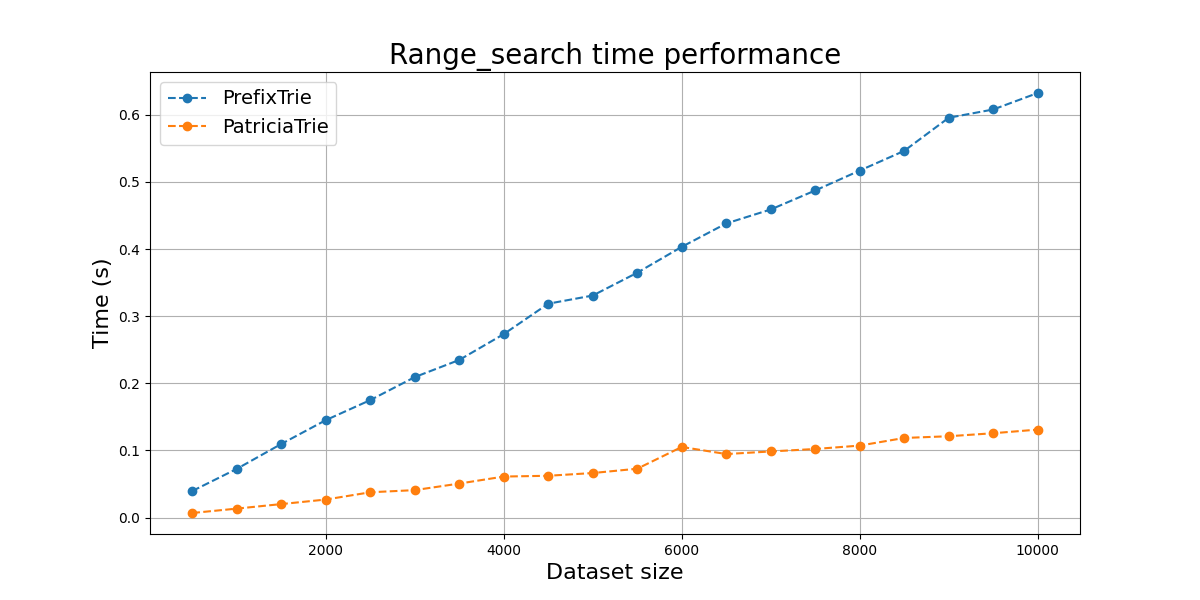 Range_search time performance
PrefixTrie
PatriciaTrie
0.6
0.5
0.4
0.3
0.2
0.1
0.0
Time (s)
2000 4000 6000 8000 10000
Dataset size